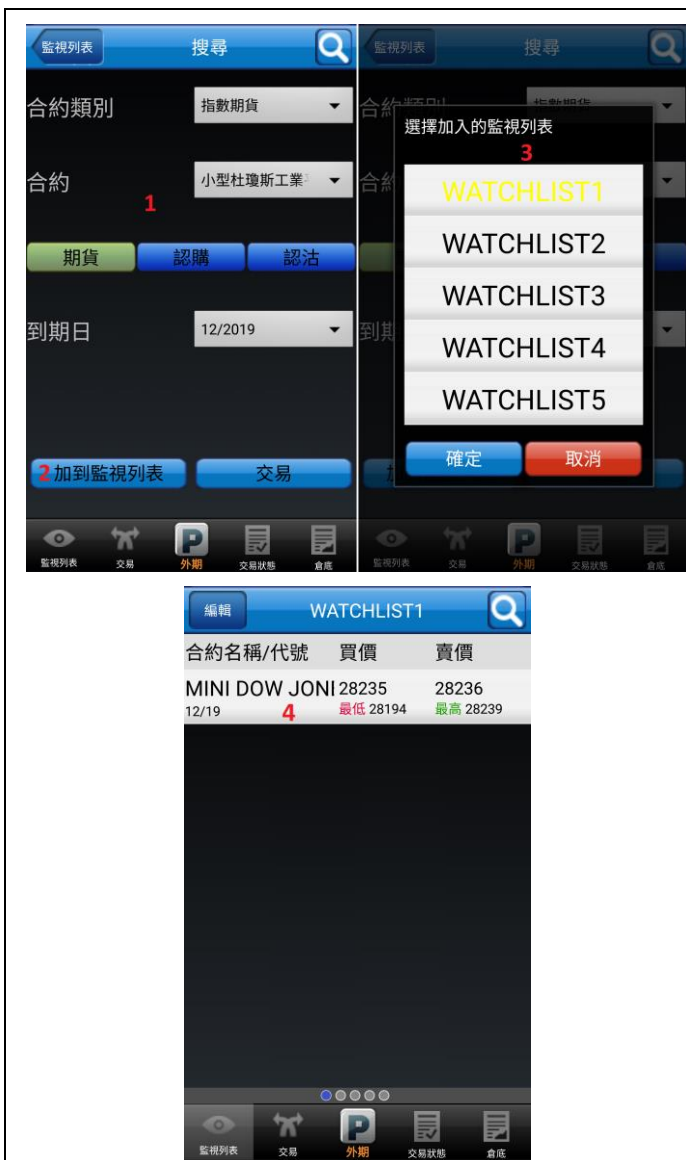 監視列表
搜尋
合約類別
指數期貨
合約
小型杜瓊斯工業
1
期貨
認購
認沽
到期日
12/2019
2 加到監視列表
交易
監視列表
交易
外期
交易狀態
倉底
監視列表
搜尋
選擇加入的監視列表
3
WATCHLIST1
WATCHLIST2
WATCHLIST3
WATCHLIST4
WATCHLIST5
確定
取消
監視列表
交易
外期
交易狀態
倉底
編輯
WATCHLIST1
合約名稱/代號 買價 賣價
MINI DOW JONI 28235 28236
12/19 4 最低 28194 最高 28239
監視列表
交易
外期
交易狀態
倉底